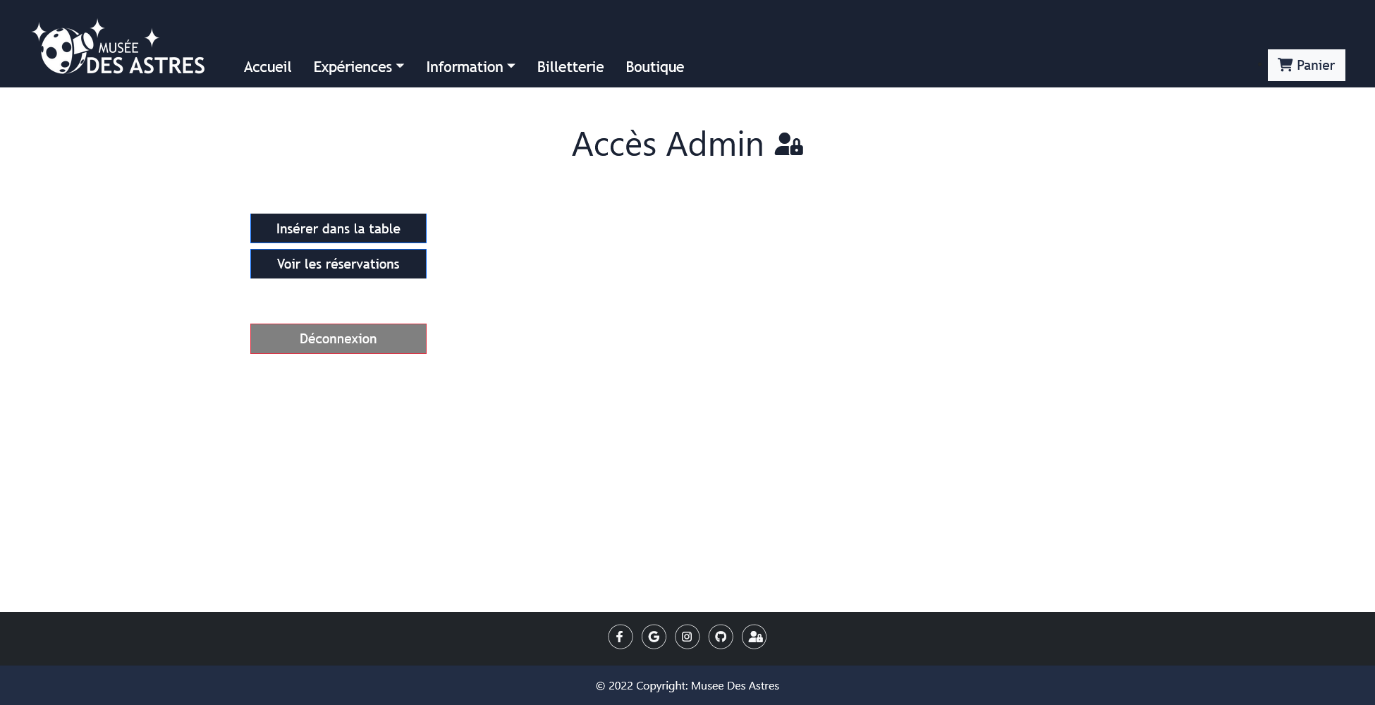 MUSÉE
DES ASTRES
Accueil Expériences Information Billetterie Boutique
Panier
Accès Admin
Insérer dans la table
Voir les réservations
Déconnexion
© 2022 Copyright: Musee Des Astres